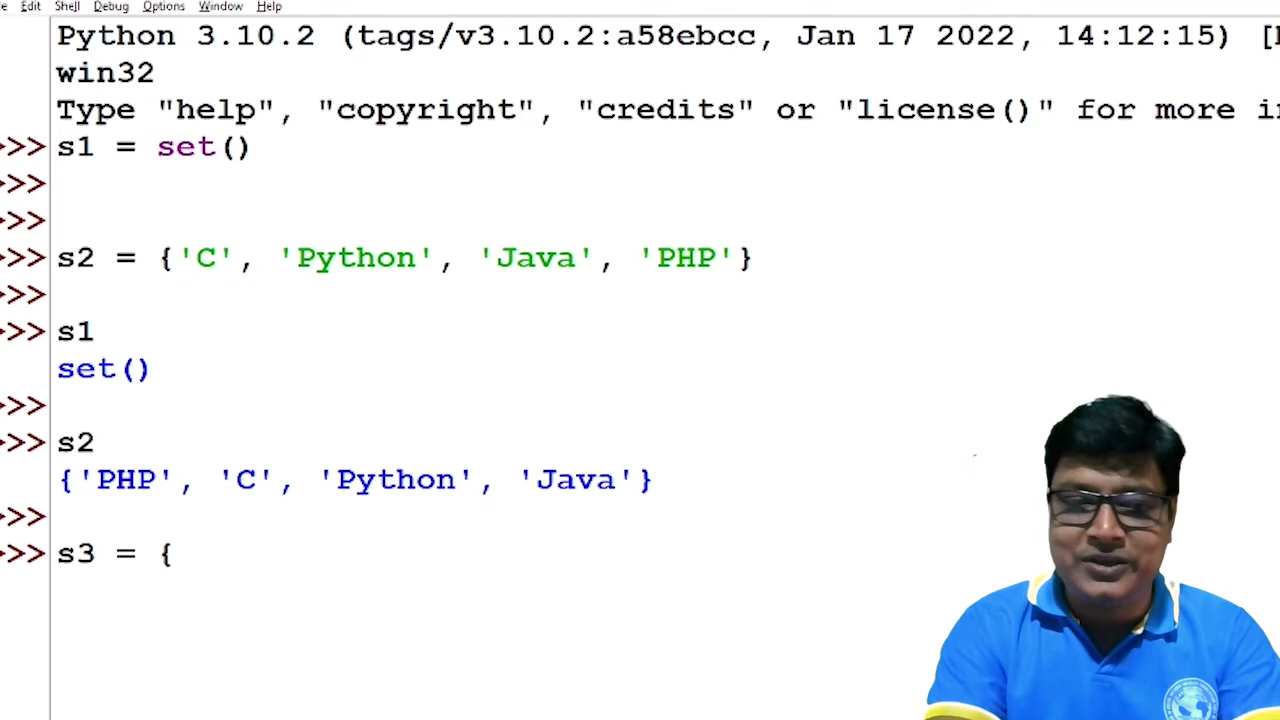 Edit Shell Debug Options Window Help
Python 3.10.2 (tags/v3.10.2:a58ebcc, Jan 17 2022, 14:12:15) [
win32
Type "help", "copyright", "credits" or "license()" for more
>>> s1 = set()
>>>
>>>
>>> s2 = {'C', 'Python', 'Java', 'PHP'}
>>>
>>> s1
set()
>>>
>>> s2
{'PHP', 'C', 'Python', 'Java'}
>>>
>>> s3 = {